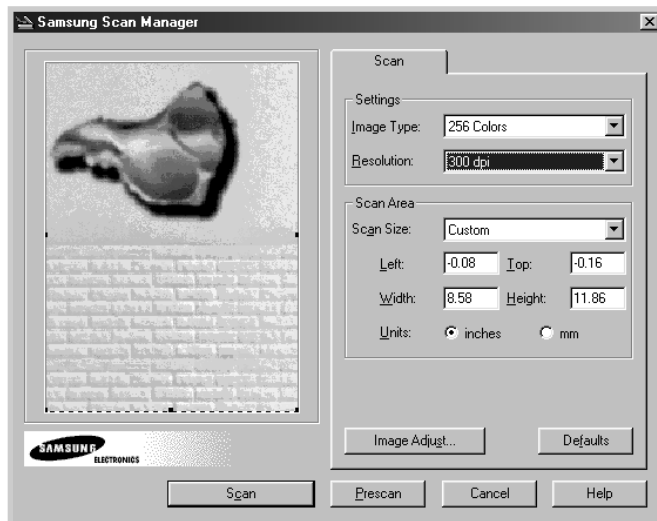 Samsung Scan Manager
Scan
Settings
Image Type: 256 Colors
Resolution: 300 dpi
Scan Area
Scan Size: Custom
Left: -0.08 Top: -0.16
Width: 8.58 Height: 11.86
Units: inches mm
Image Adjust... Defaults
SAMSUNG
ELECTRONICS
Scan Prescan Cancel Help